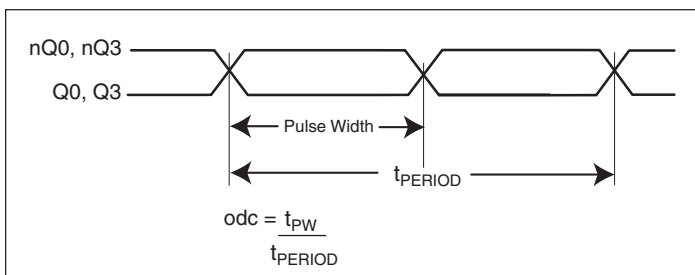 nQ0, nQ3
Q0, Q3
Pulse Width
tPERIOD
odc = tPW
tPERIOD